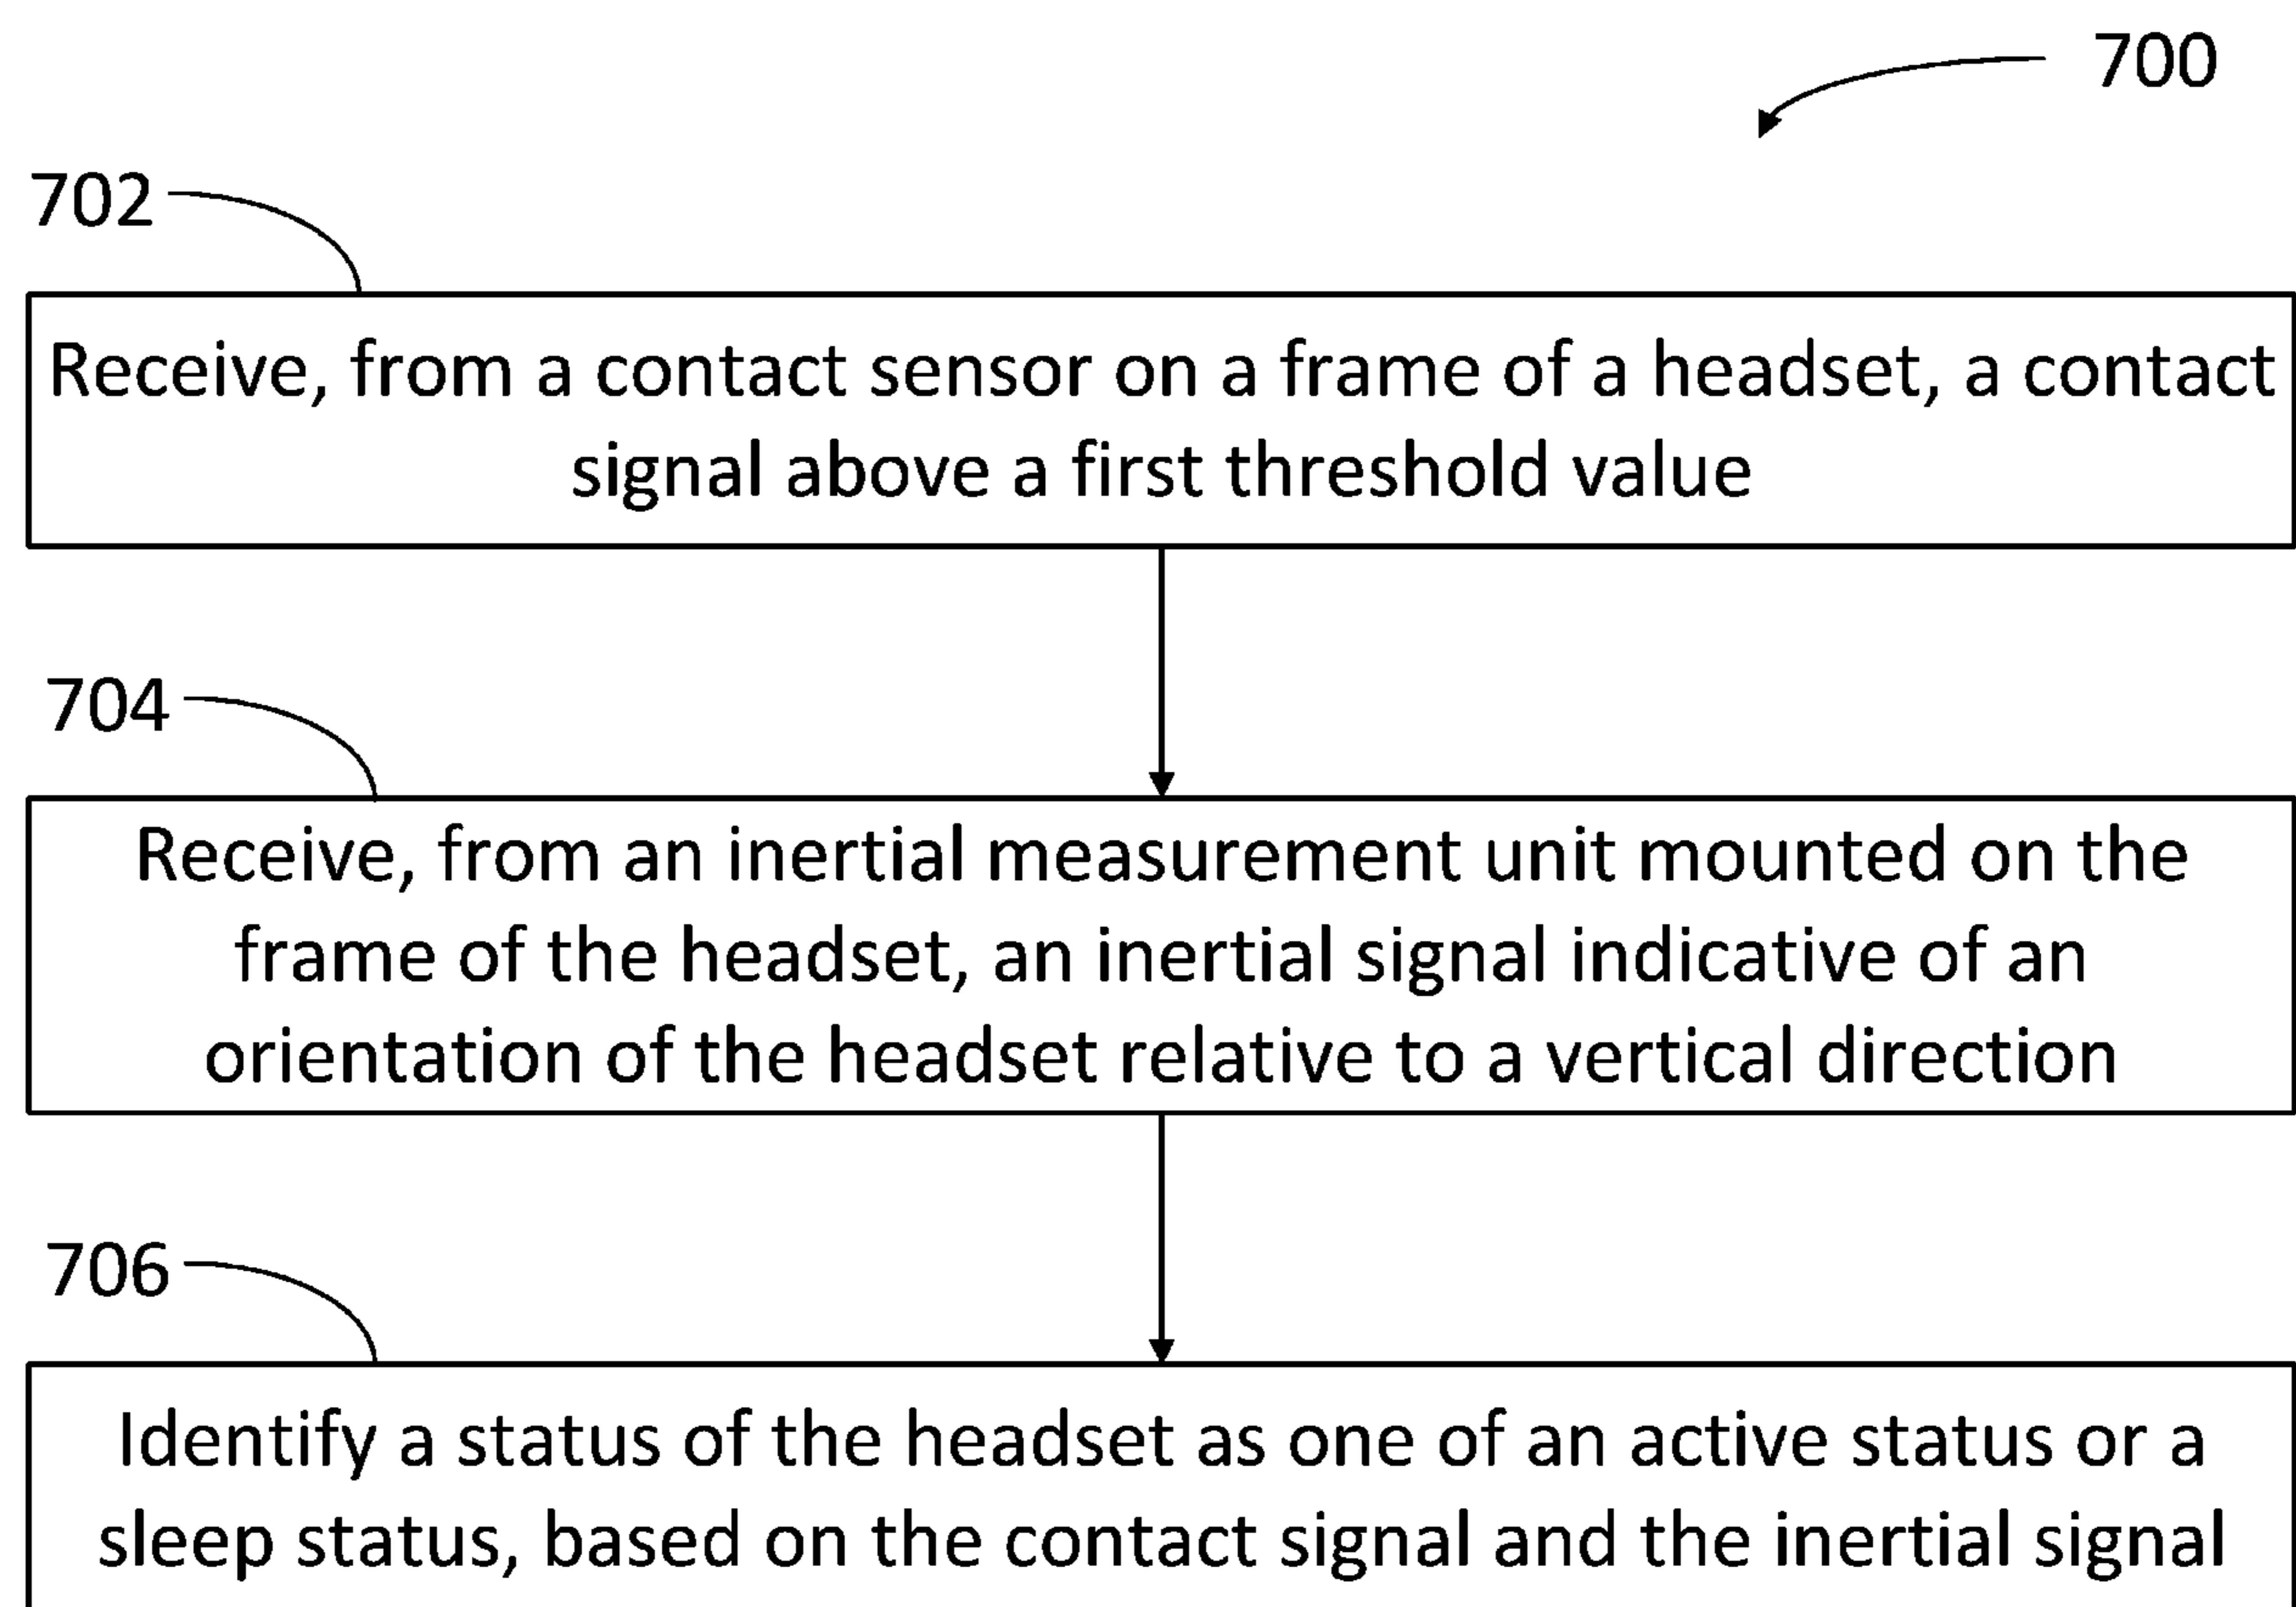 700
702
Receive, from a contact sensor on a frame of a headset, a contact
signal above a first threshold value
704
Receive, from an inertial measurement unit mounted on the
frame of the headset, an inertial signal indicative of an
orientation of the headset relative to a vertical direction
706
Identify a status of the headset as one of an active status or a
sleep status, based on the contact signal and the inertial signal